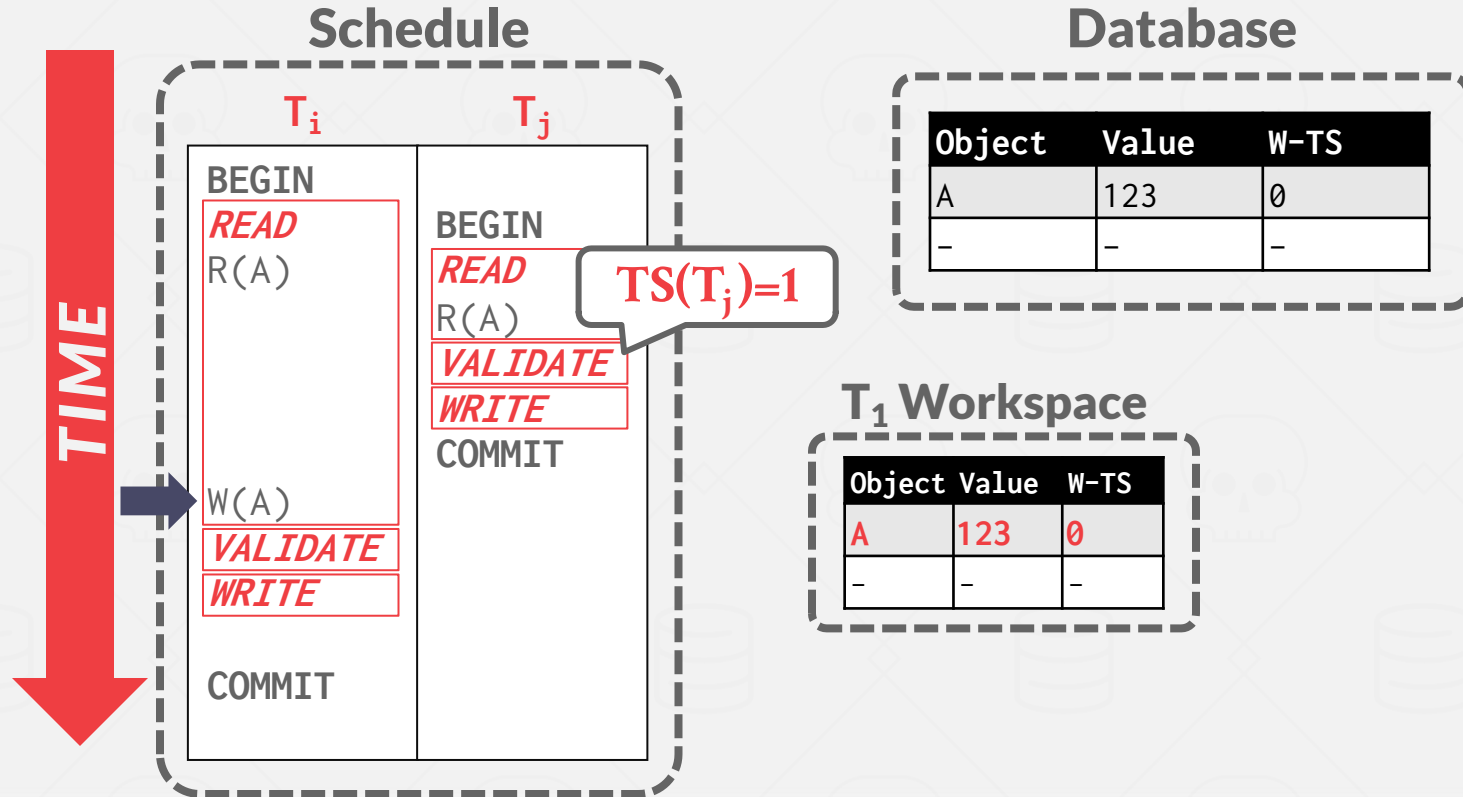 Schedule
TIME
Ti Tj
BEGIN
READ BEGIN
R(A) READ
R(A)
TS(Tj)=1
VALIDATE
WRITE
COMMIT
W(A)
VALIDATE
WRITE
COMMIT
Database
Object Value W-TS
A 123 0
- - -
T1 Workspace
Object Value W-TS
A 123 0
- - -